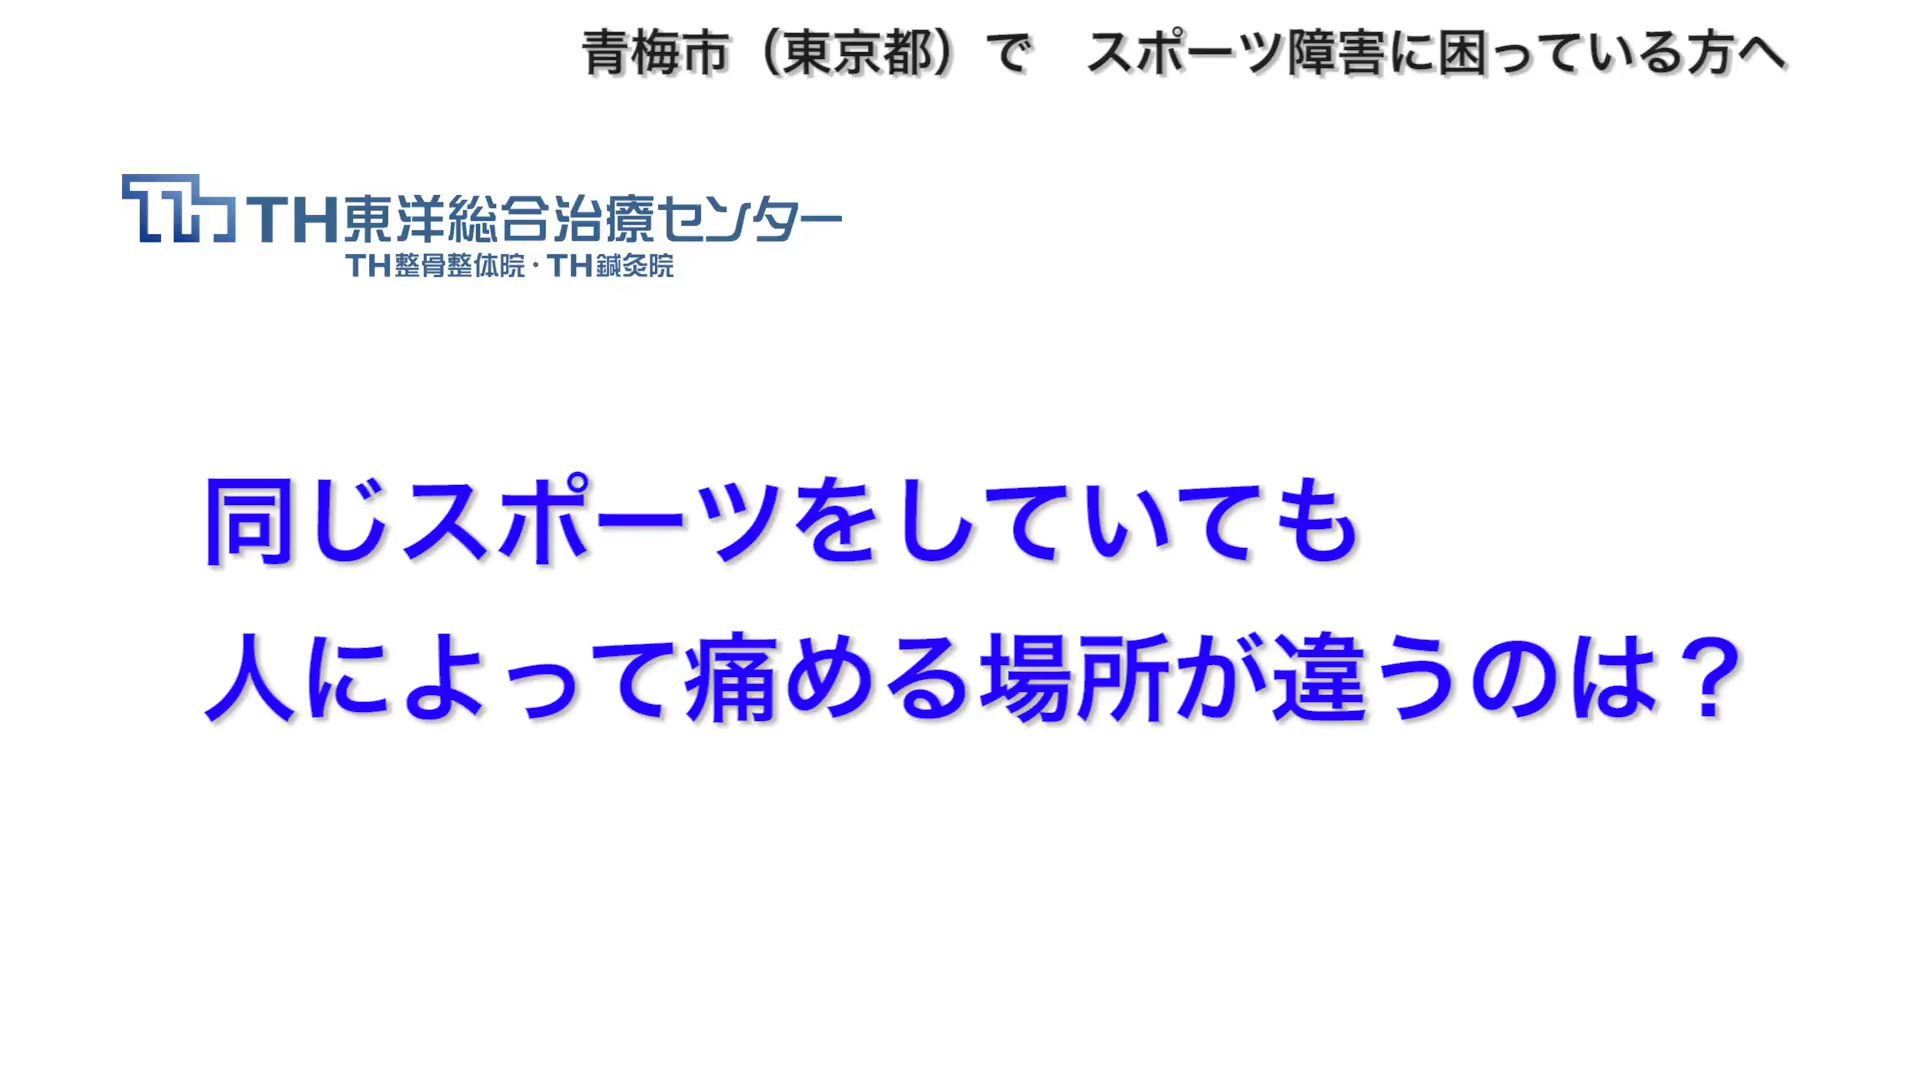 青梅市（東京都）で　スポーツ障害に困っている方へ
TH東洋総合治療センター
TH整骨整体院・TH鍼灸院
同じスポーツをしていても
人によって痛める場所が違うのは？